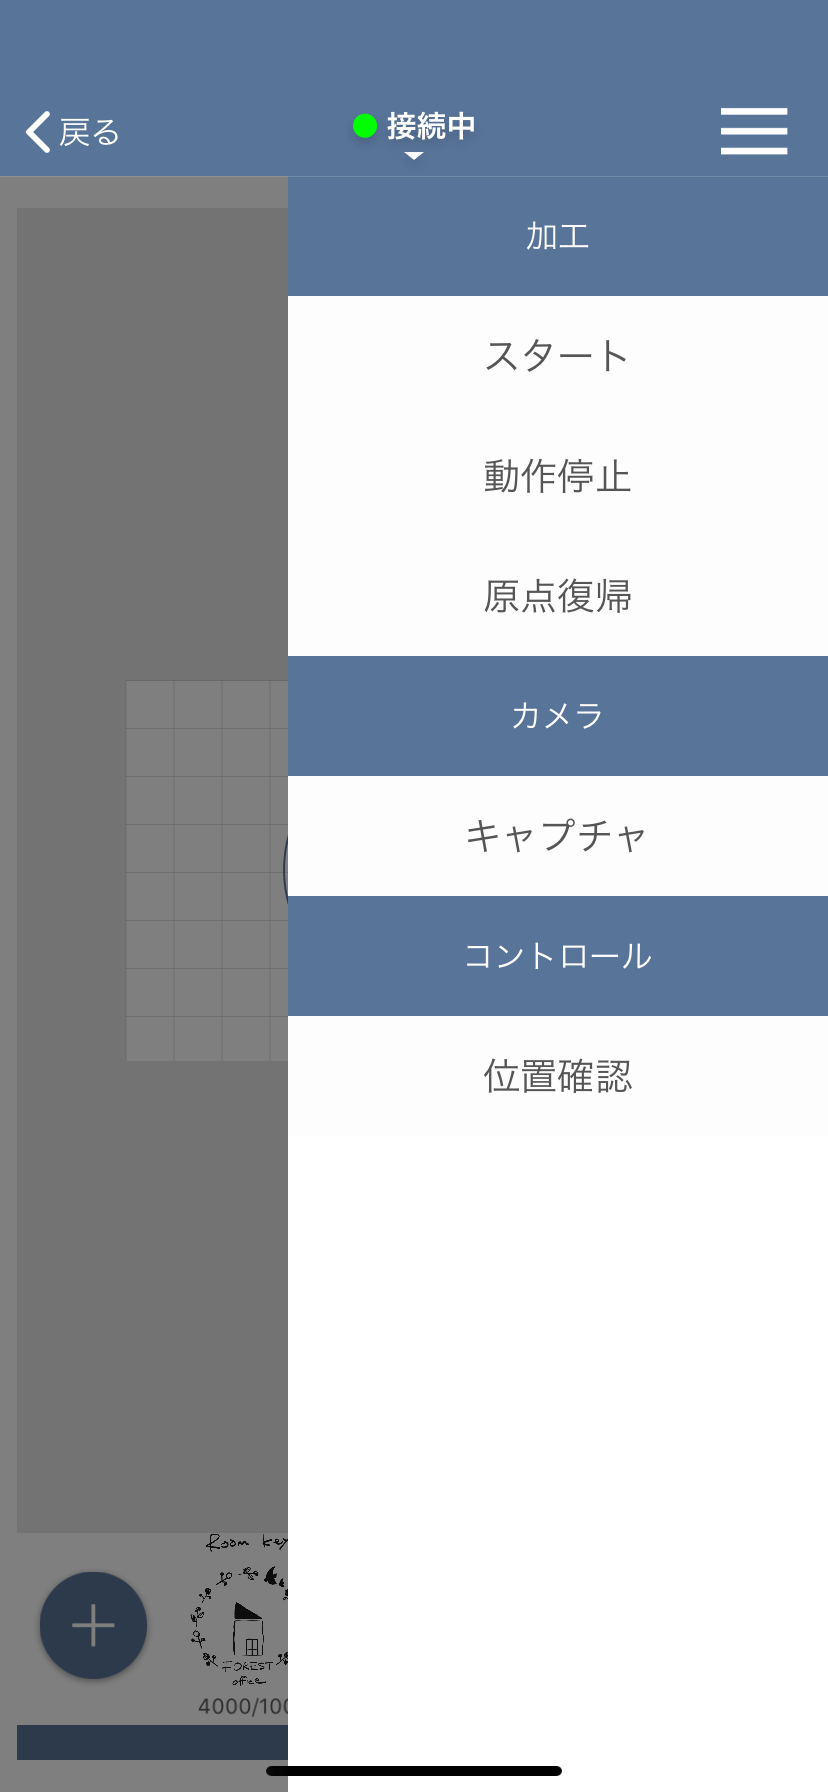 戻る
接続中
加工
スタート
動作停止
原点復帰
カメラ
キャプチャ
コントロール
位置確認
Room key
FOREST
office
4000/100